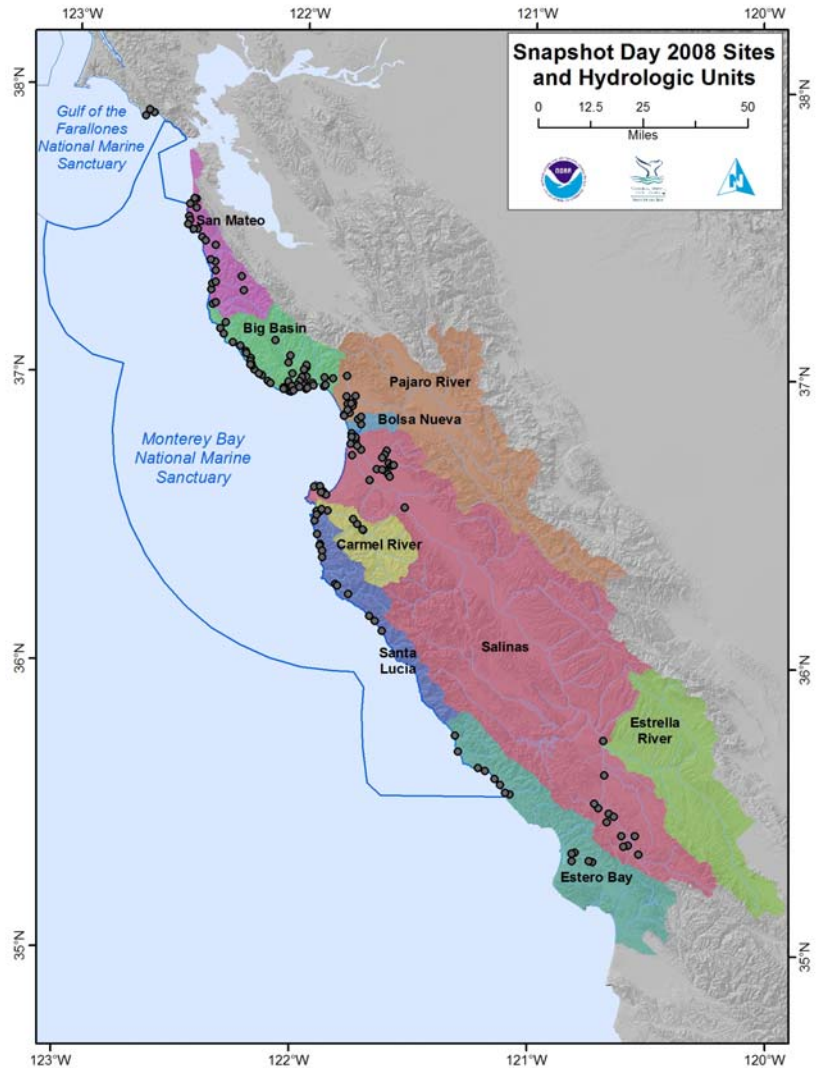 123°W
122°W
121°W
120°W
Snapshot Day 2008 Sites
and Hydrologic Units
0
12.5
25
50
Miles
NOAA
38°N
38°N
Gulf of the
Farallones
National Marine
Sanctuary
San Mateo
Big Basin
37°N
37°N
Pajaro River
Bolsa Nueva
Monterey Bay
National Marine
Sanctuary
Carmel River
Salinas
Santa
Lucia
36°N
36°N
Estrella
River
Estero Bay
35°N
35°N
123°W
122°W
121°W
120°W